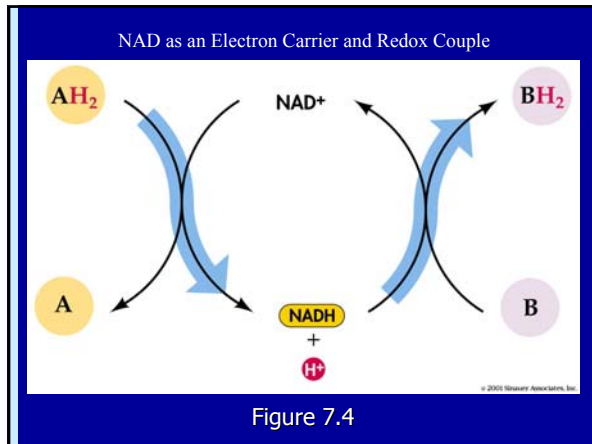 NAD as an Electron Carrier and Redox Couple
AH₂ NAD⁺ BH₂
A NADH B
+
H⁺
© 2001 Sinauer Associates, Inc.
Figure 7.4